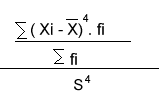 ∑ ( Xi - X̅ )⁴ . fi
∑ fi
S⁴